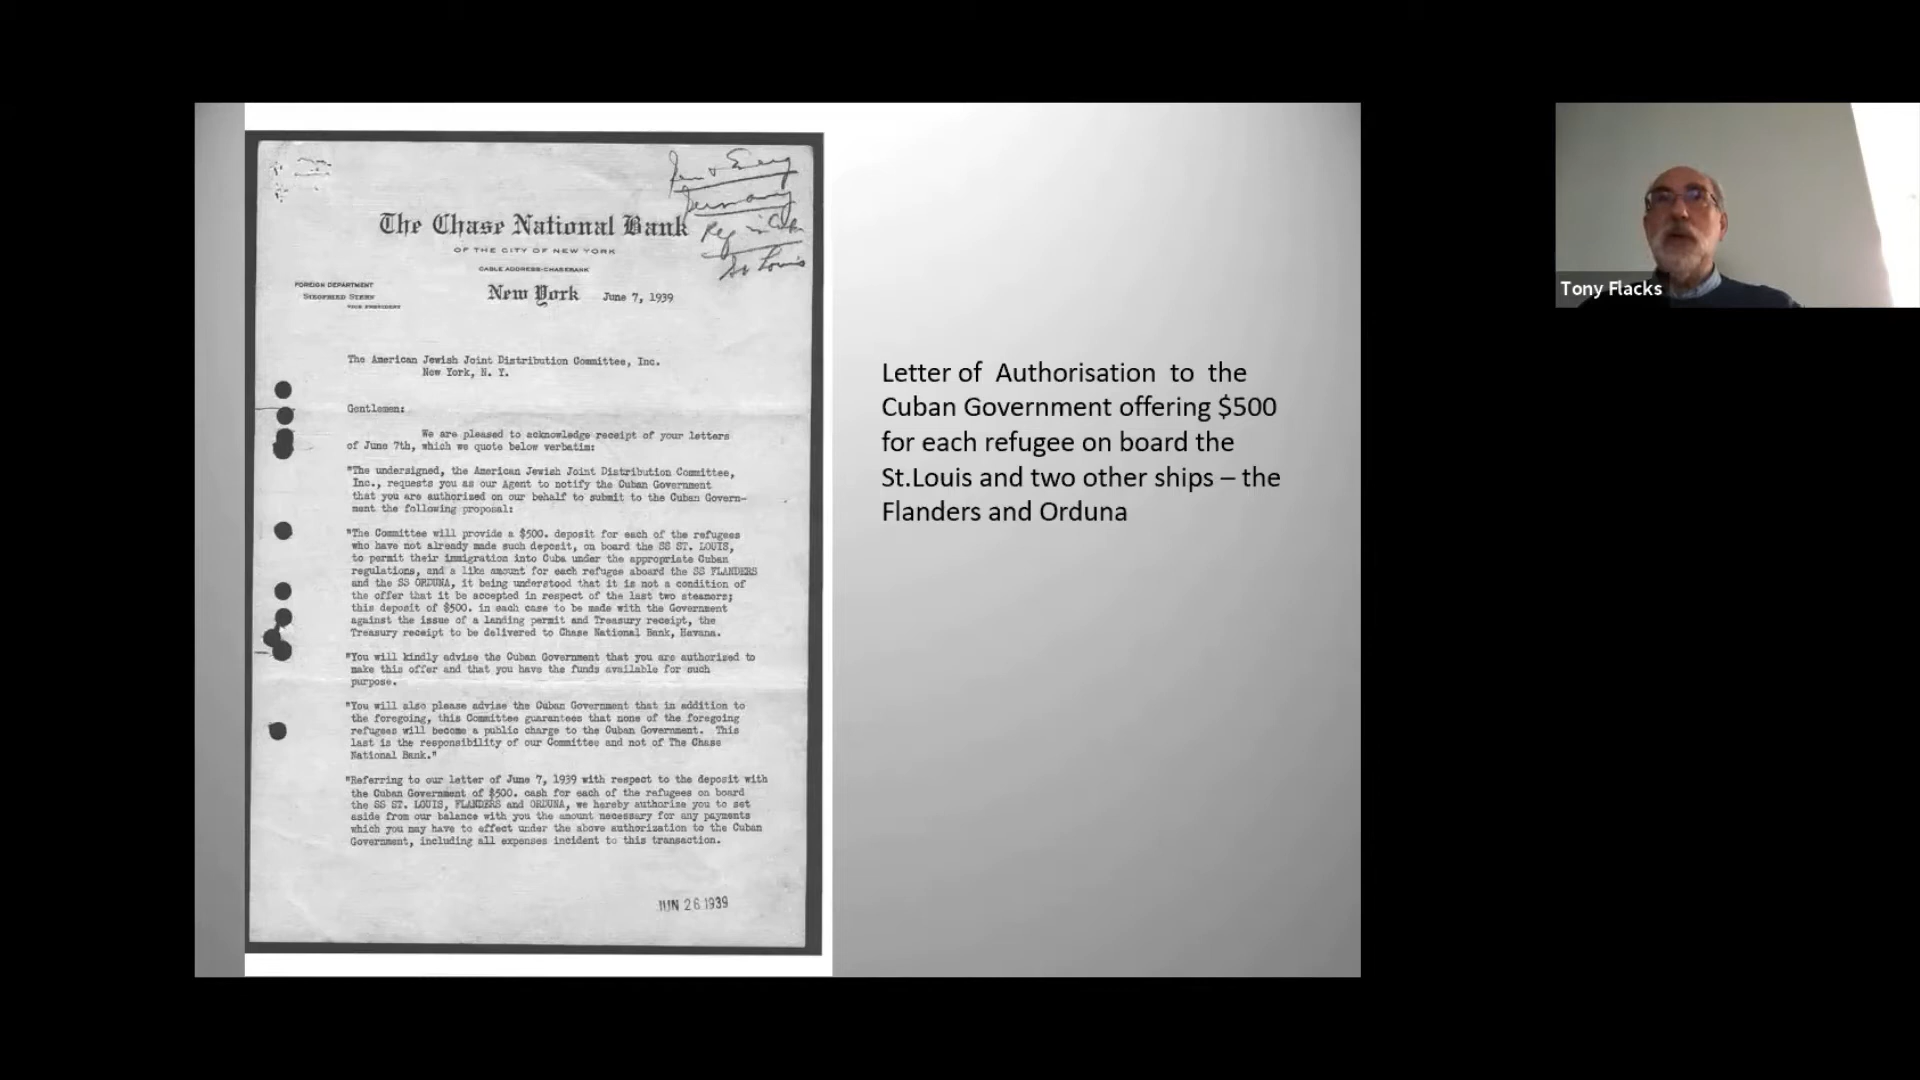 The Chase National Bank
OF THE CITY OF NEW YORK
CABLE ADDRESS-CHASEBANK
FOREIGN DEPARTMENT
SIEGFRIED STERN
VICE PRESIDENT
New York June 7, 1939
Germany
St Louis
The American Jewish Joint Distribution Committee, Inc.
New York, N. Y.
Gentlemen:
We are pleased to acknowledge receipt of your letters
of June 7th, which we quote below verbatim:
"The undersigned, the American Jewish Joint Distribution Committee,
Inc., requests you as our Agent to notify the Cuban Government
that you are authorized on our behalf to submit to the Cuban Govern-
ment the following proposal:
"The Committee will provide a $500. deposit for each of the refugees
who have not already made such deposit, on board the SS ST. LOUIS,
to permit their immigration into Cuba under the appropriate Cuban
regulations, and a like amount for each refugee aboard the SS FLANDERS
and the SS ORDUNA, it being understood that it is not a condition of
the offer that it be accepted in respect of the last two steamers;
this deposit of $500. in each case to be made with the Government
against the issue of a landing permit and Treasury receipt, the
Treasury receipt to be delivered to Chase National Bank, Havana.
"You will kindly advise the Cuban Government that you are authorized to
make this offer and that you have the funds available for such
purpose.
"You will also please advise the Cuban Government that in addition to
the foregoing, this Committee guarantees that none of the foregoing
refugees will become a public charge to the Cuban Government. This
last is the responsibility of our Committee and not of The Chase
National Bank."
"Referring to our letter of June 7, 1939 with respect to the deposit with
the Cuban Government of $500. cash for each of the refugees on board
the SS ST. LOUIS, FLANDERS and ORDUNA, we hereby authorize you to set
aside from our balance with you the amount necessary for any payments
which you may have to effect under the above authorization to the Cuban
Government, including all expenses incident to this transaction.
JUN 26 1939
Letter of Authorisation to the
Cuban Government offering $500
for each refugee on board the
St.Louis and two other ships – the
Flanders and Orduna
Tony Flacks